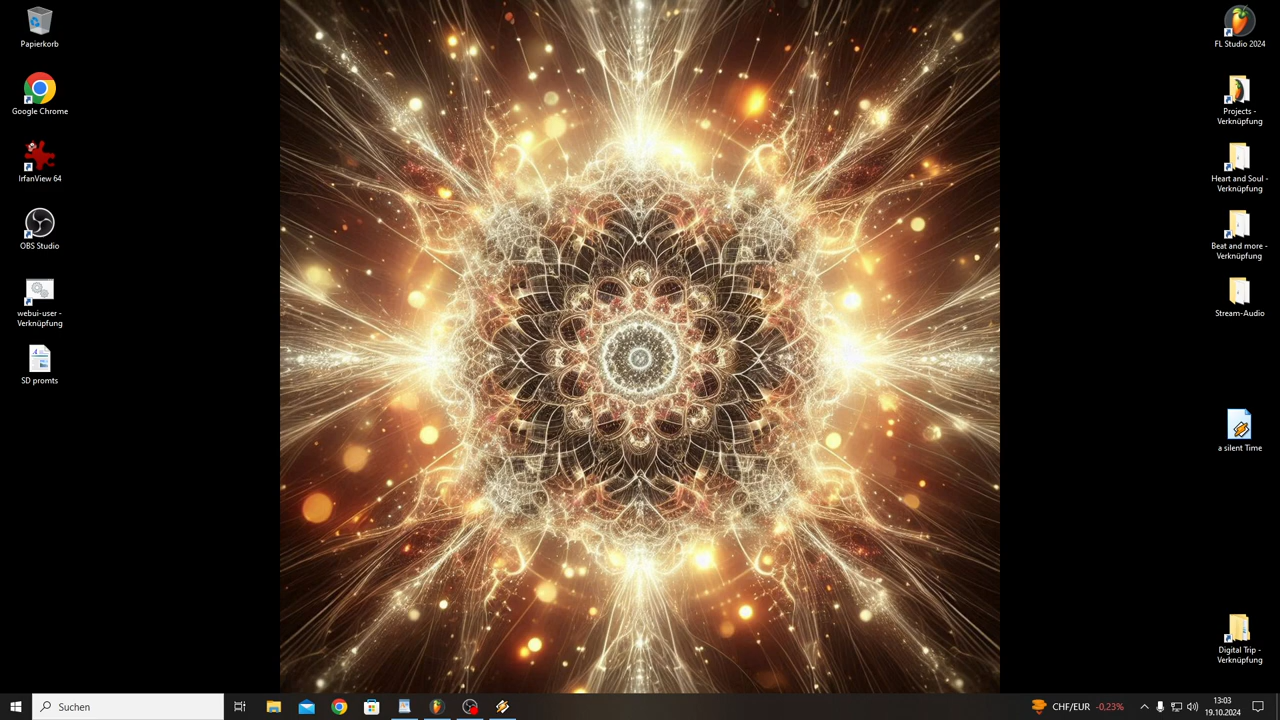 Papierkorb
Google Chrome
IrfanView 64
OBS Studio
webui-user -
Verknüpfung
SD promts
FL Studio 2024
Projects -
Verknüpfung
Heart and Soul -
Verknüpfung
Beat and more -
Verknüpfung
Stream-Audio
a silent Time
Digital Trip -
Verknüpfung
Suchen
CHF/EUR -0,23%
13:03
19.10.2024